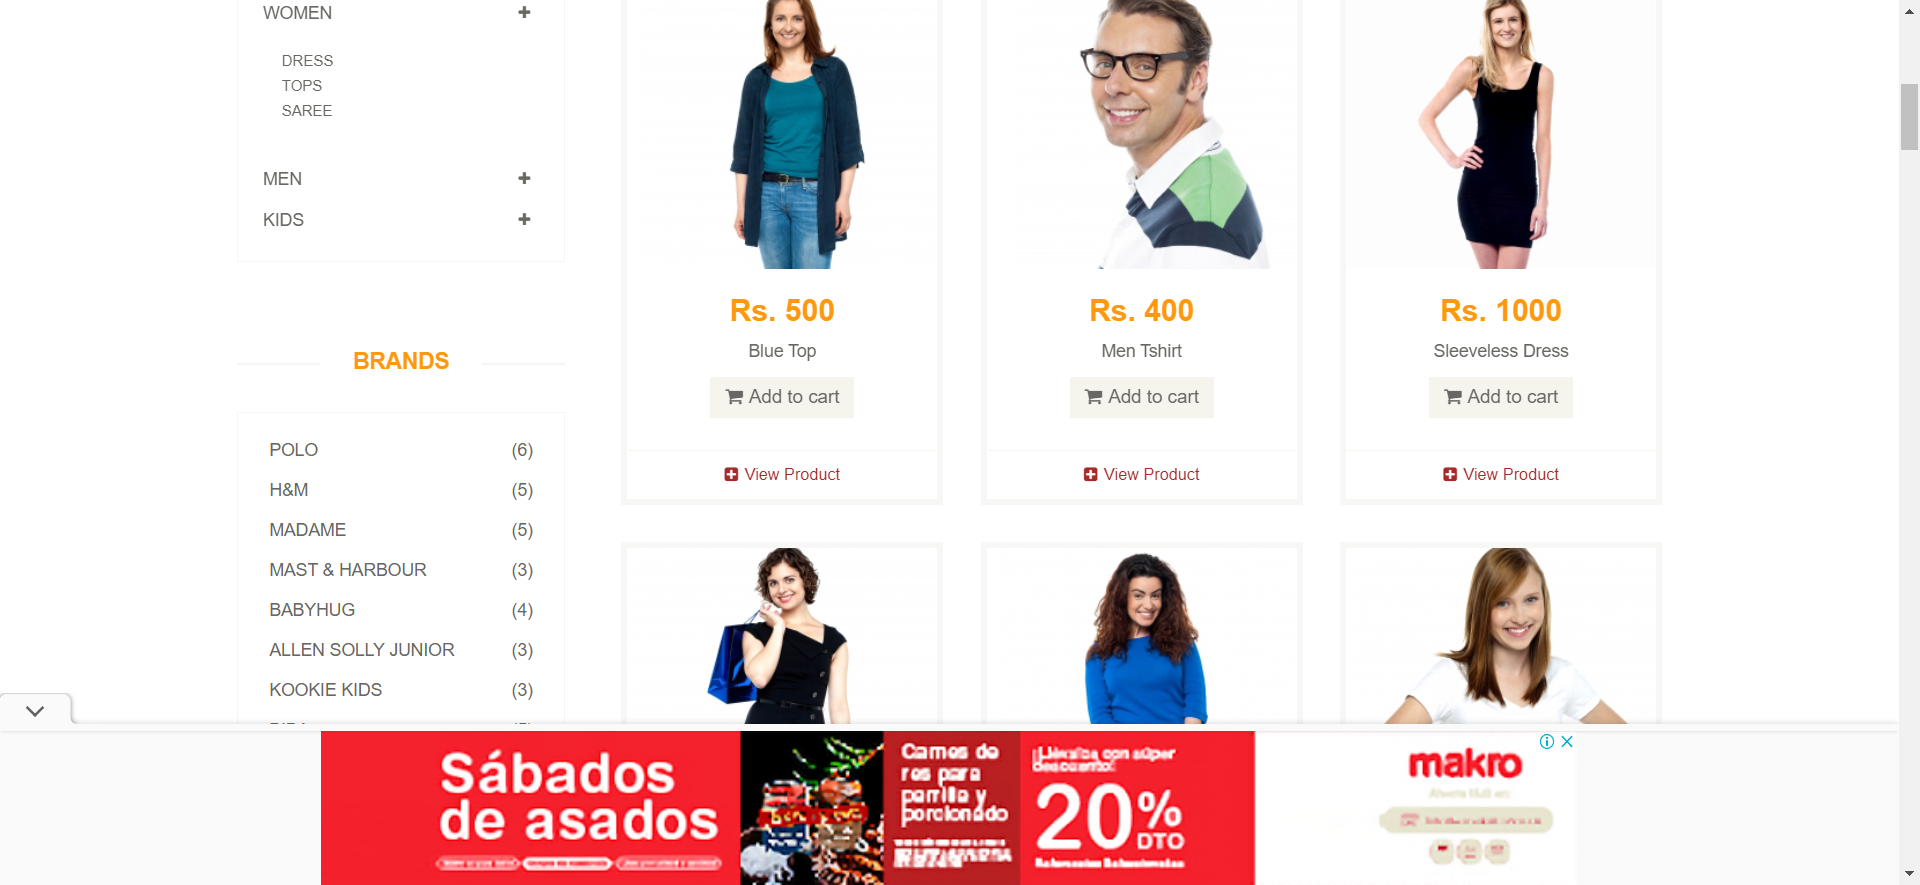 WOMEN
DRESS
TOPS
SAREE
MEN
KIDS
BRANDS
POLO (6)
H&M (5)
MADAME (5)
MAST & HARBOUR (3)
BABYHUG (4)
ALLEN SOLLY JUNIOR (3)
KOOKIE KIDS (3)
Rs. 500
Blue Top
Add to cart
View Product
Rs. 400
Men Tshirt
Add to cart
View Product
Rs. 1000
Sleeveless Dress
Add to cart
View Product
Sábados
de asados
Carnes de
res para
parrilla y
porcionado
¡Llévalos con súper
descuento!
20%
DTO
makro